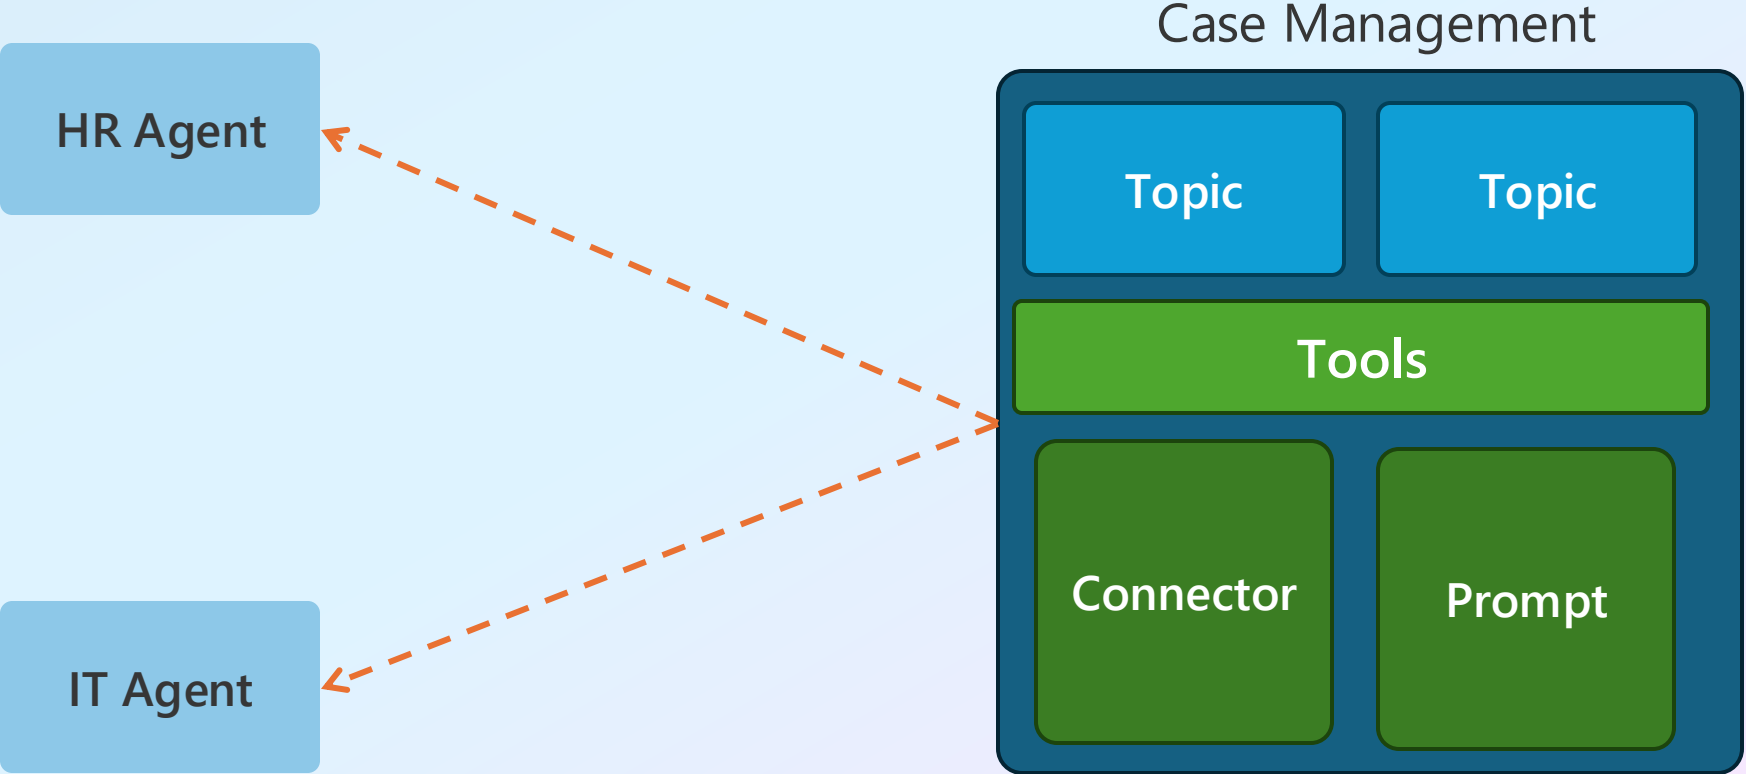 Case Management
HR Agent
Topic
Topic
Tools
Connector
Prompt
IT Agent